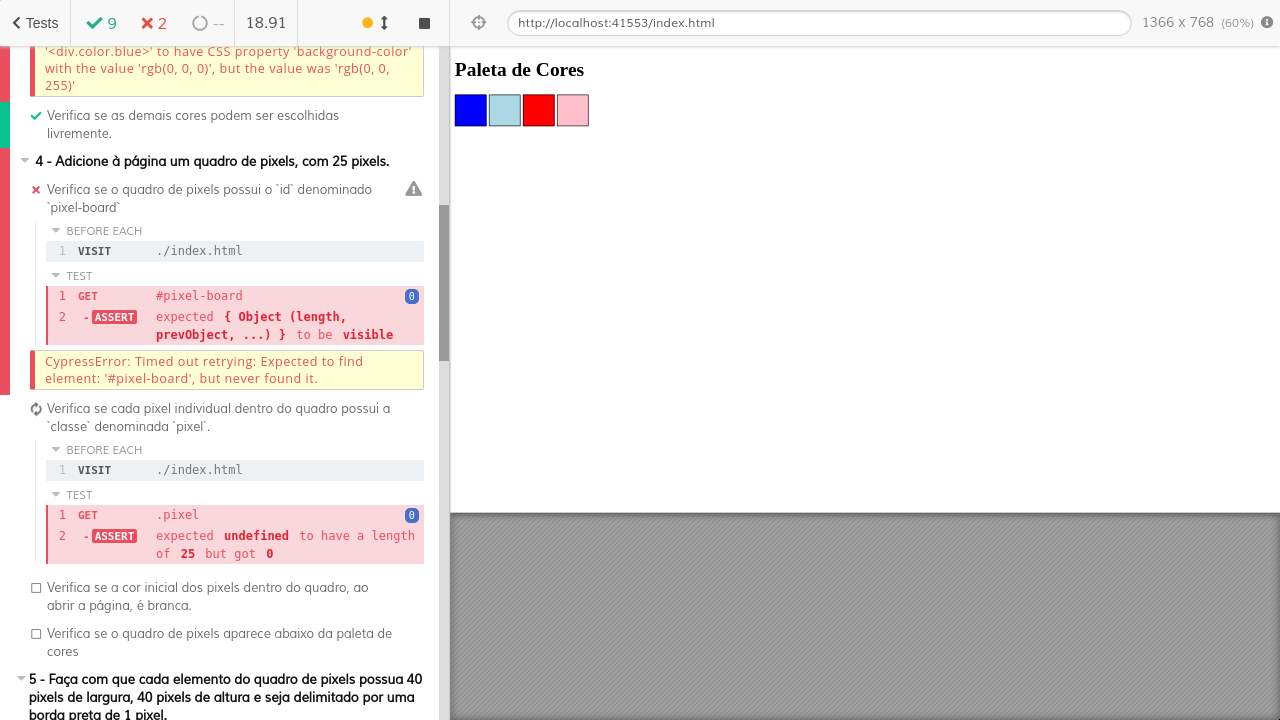 Tests
9
2
--
18.91
http://localhost:41553/index.html
1366 x 768 (60%)
'<div.color.blue>' to have CSS property 'background-color'
with the value 'rgb(0, 0, 0)', but the value was 'rgb(0, 0,
255)'
Verifica se as demais cores podem ser escolhidas
livremente.
4 - Adicione à página um quadro de pixels, com 25 pixels.
Verifica se o quadro de pixels possui o `id` denominado
`pixel-board`
BEFORE EACH
1 VISIT ./index.html
TEST
1 GET #pixel-board 0
2 -ASSERT expected { Object (length,
prevObject, ...) } to be visible
CypressError: Timed out retrying: Expected to find
element: '#pixel-board', but never found it.
Verifica se cada pixel individual dentro do quadro possui a
`classe` denominada `pixel`.
BEFORE EACH
1 VISIT ./index.html
TEST
1 GET .pixel 0
2 -ASSERT expected undefined to have a length
of 25 but got 0
Verifica se a cor inicial dos pixels dentro do quadro, ao
abrir a página, é branca.
Verifica se o quadro de pixels aparece abaixo da paleta de
cores
5 - Faça com que cada elemento do quadro de pixels possua 40
pixels de largura, 40 pixels de altura e seja delimitado por uma
borda preta de 1 pixel.
Paleta de Cores